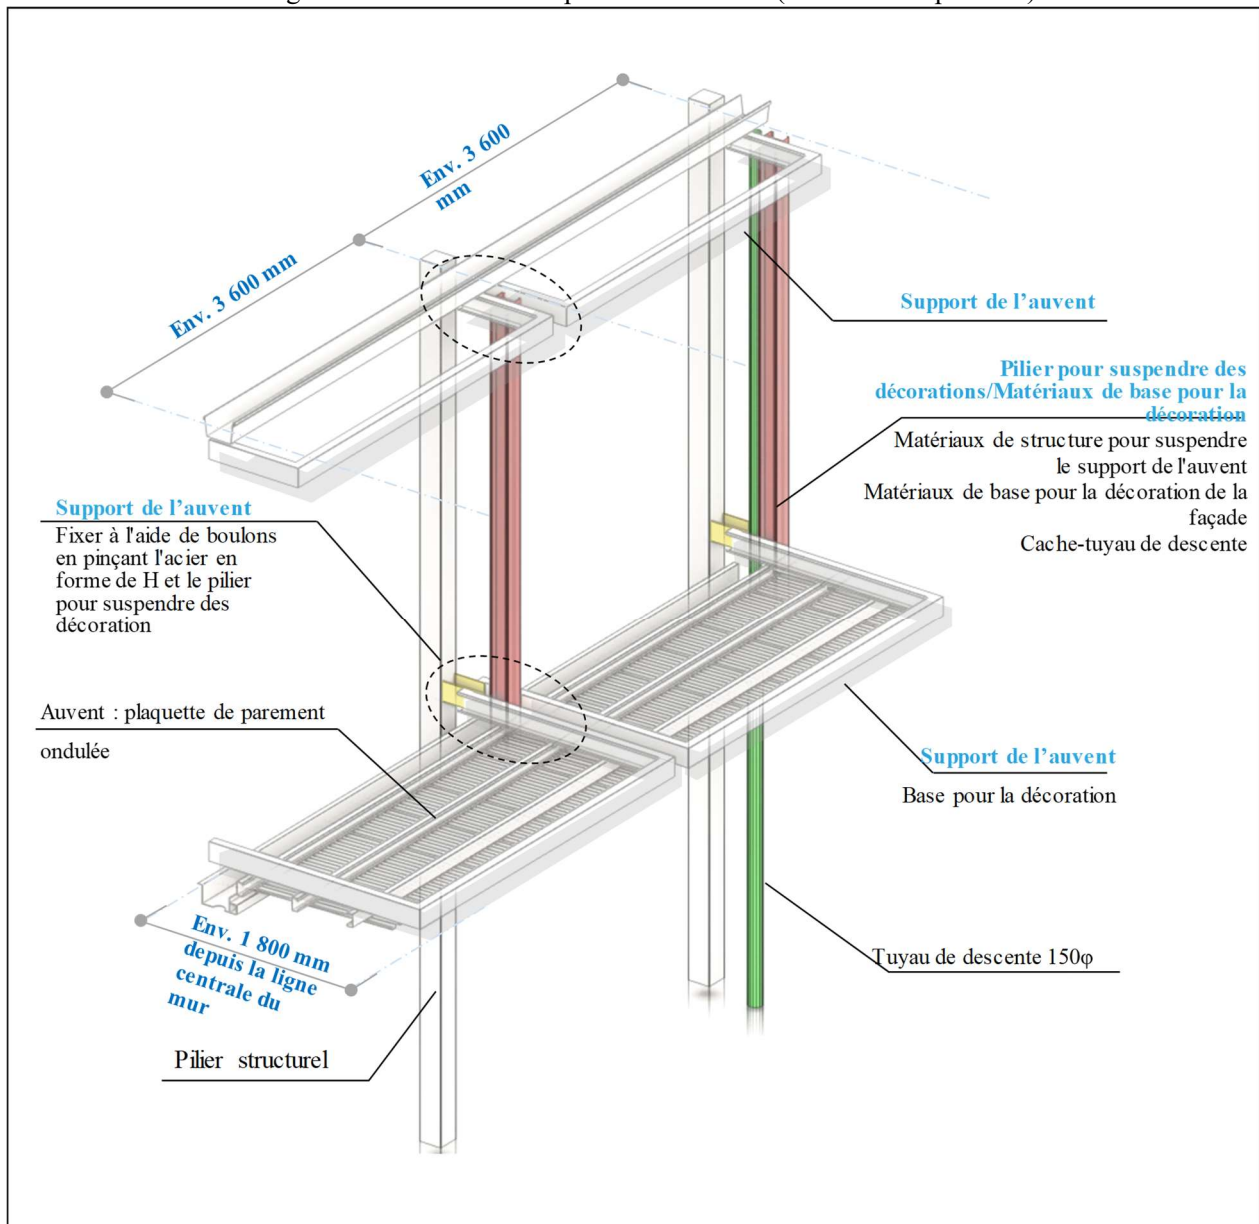 Env. 3 600
mm
Env. 3 600 mm
Support de l’auvent
Pilier pour suspendre des
décorations/Matériaux de base pour la
décoration
Matériaux de structure pour suspendre
le support de l'auvent
Matériaux de base pour la décoration de la
façade
Cache-tuyau de descente
Support de l’auvent
Fixer à l'aide de boulons
en pinçant l'acier en
forme de H et le pilier
pour suspendre des
décoration
Auvent : plaquette de parement
ondulée
Support de l’auvent
Base pour la décoration
Env. 1 800 mm
depuis la ligne
centrale du
mur
Tuyau de descente 150φ
Pilier structurel